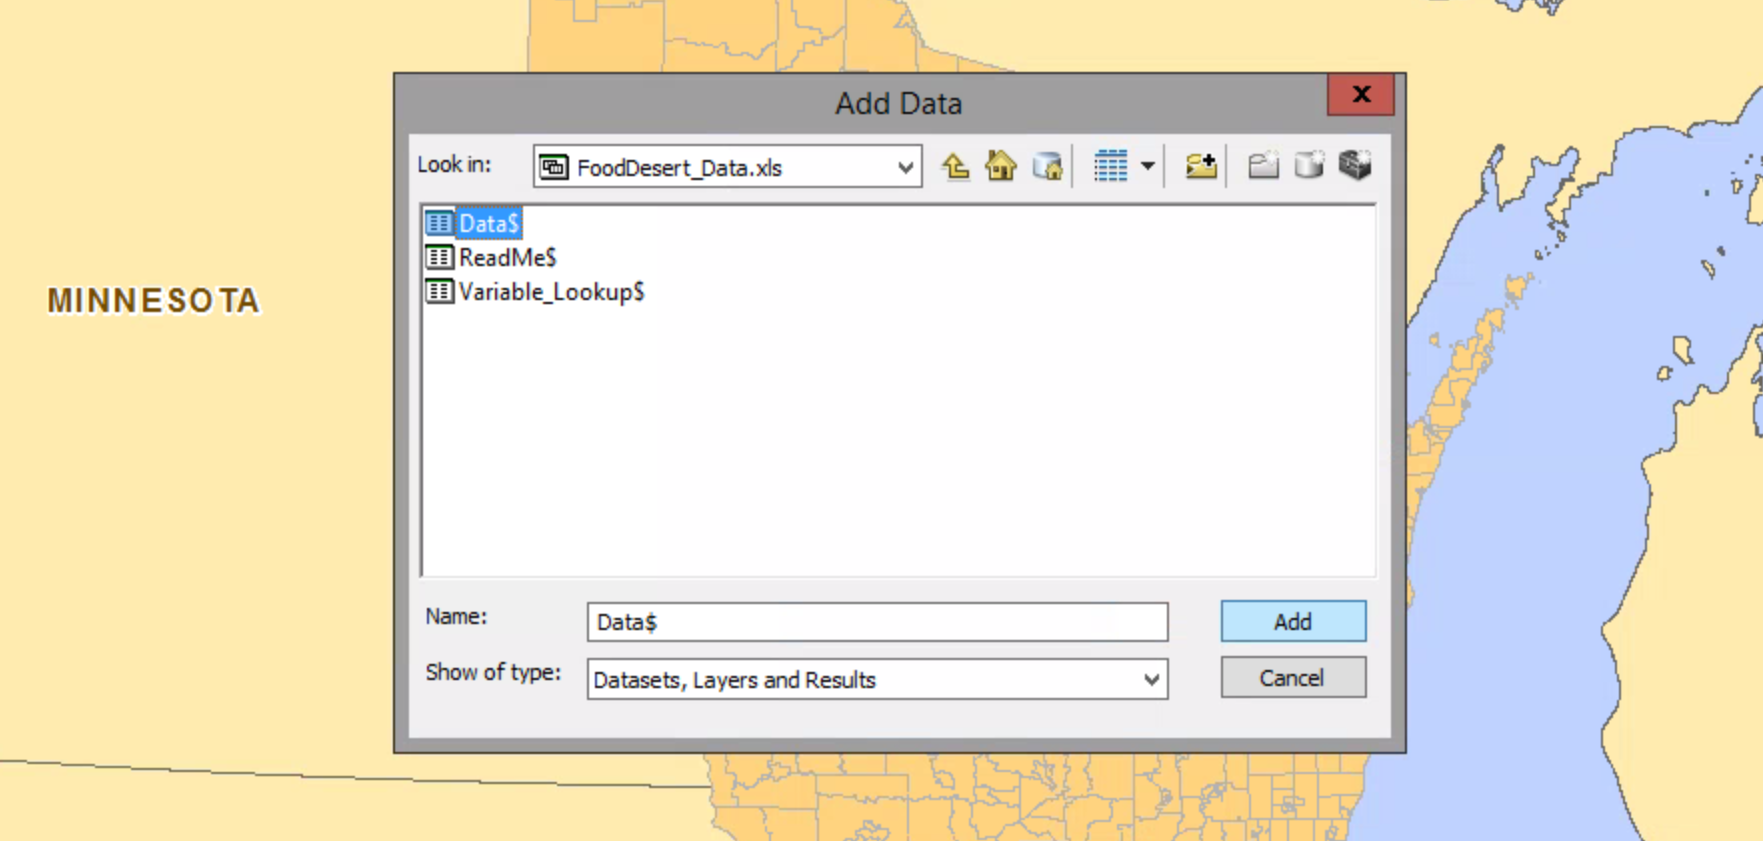 Add Data
x
Look in:
FoodDesert_Data.xls
Data$
ReadMe$
Variable_Lookup$
MINNESOTA
Name:
Data$
Add
Show of type:
Datasets, Layers and Results
Cancel